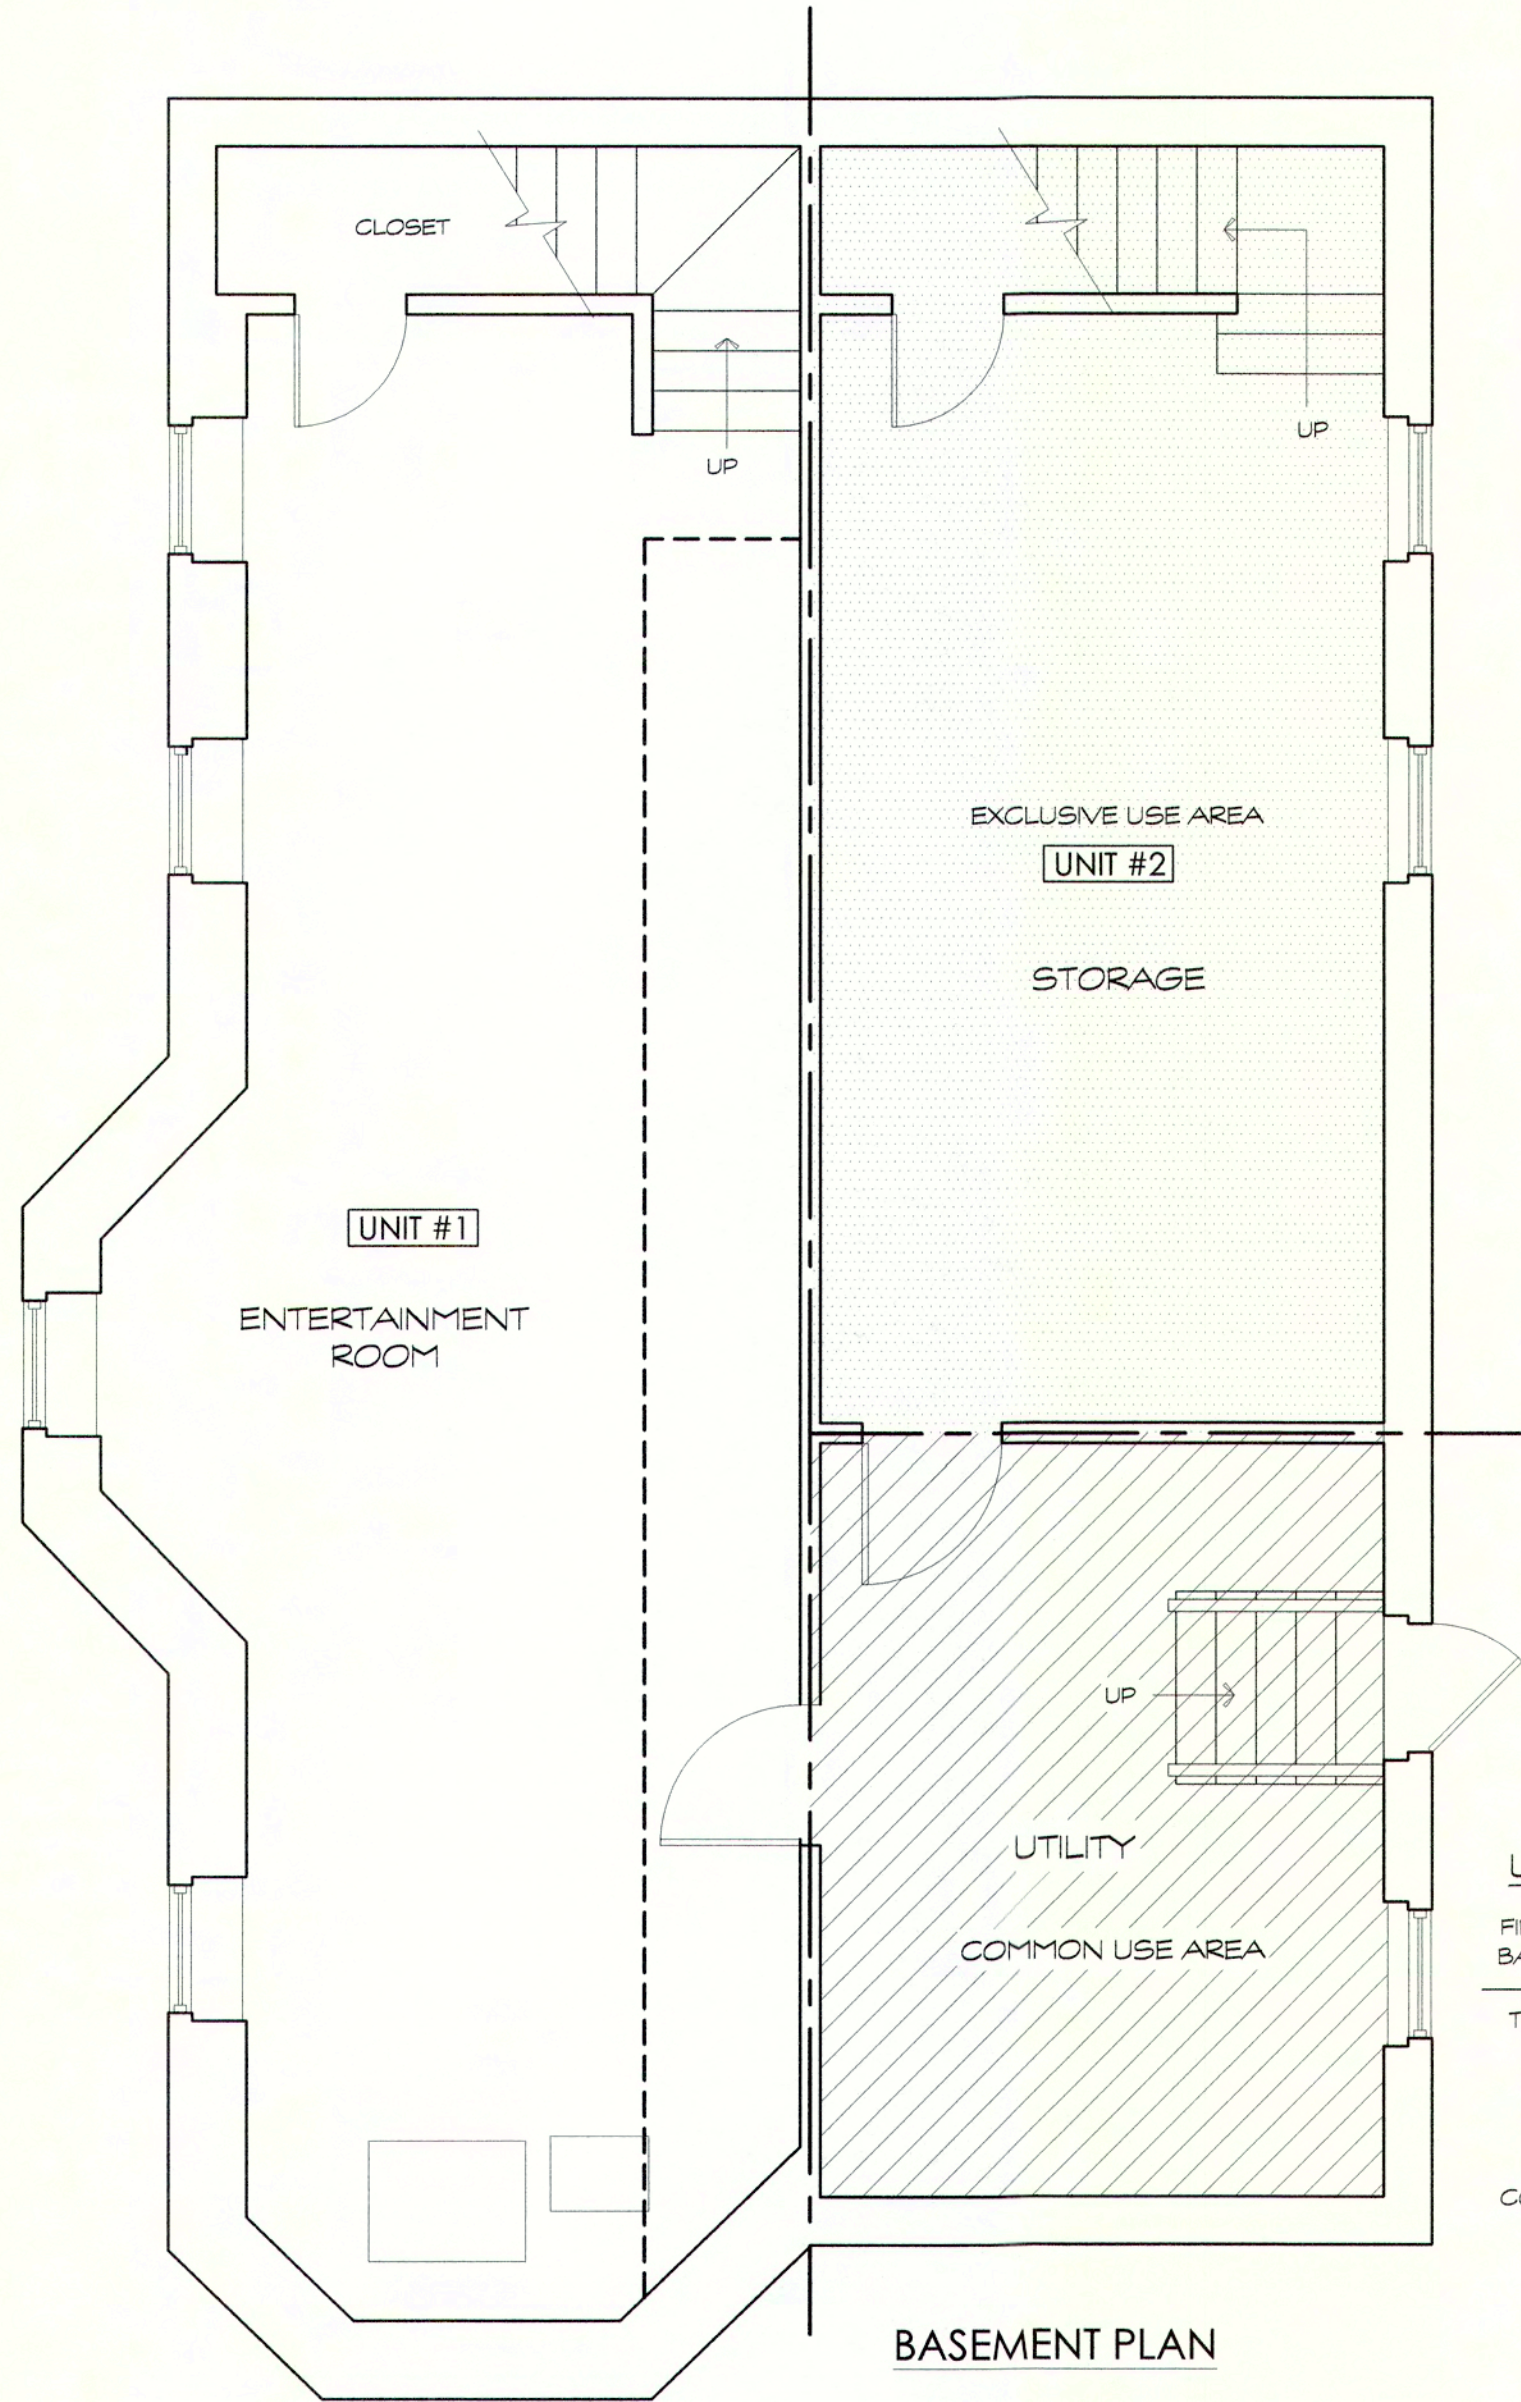 CLOSET
UP
UP
EXCLUSIVE USE AREA
UNIT #2
STORAGE
UNIT #1
ENTERTAINMENT
ROOM
UP
UTILITY
COMMON USE AREA
BASEMENT PLAN